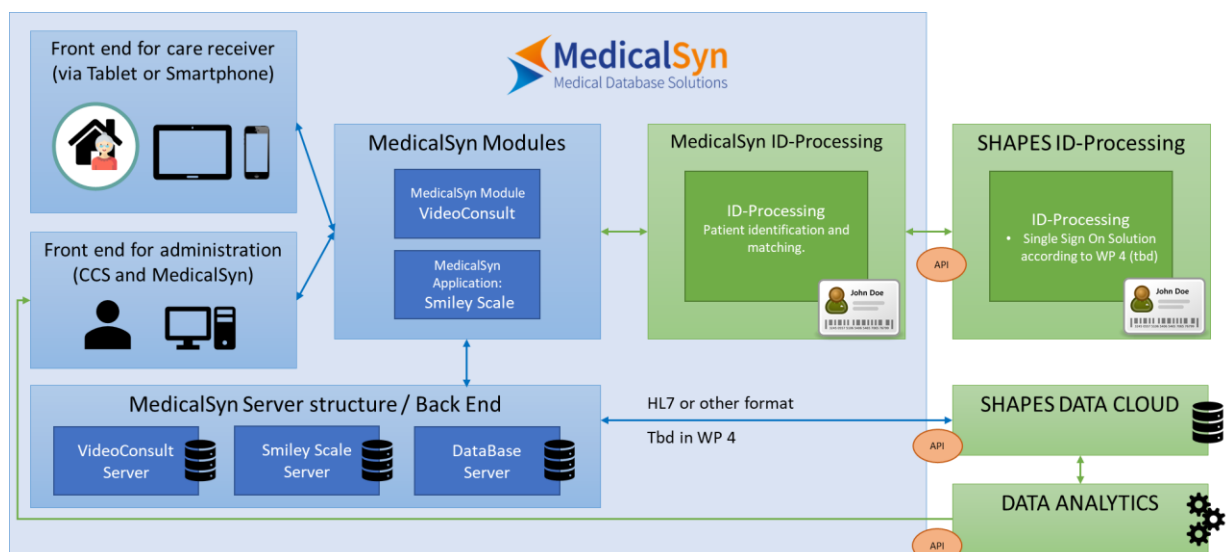 MedicalSyn
Medical Database Solutions
Front end for care receiver
(via Tablet or Smartphone)
Front end for administration
(CCS and MedicalSyn)
MedicalSyn Modules
MedicalSyn Module
VideoConsult
MedicalSyn
Application:
Smiley Scale
MedicalSyn ID-Processing
ID-Processing
Patient identification and
matching.
John Doe
API
SHAPES ID-Processing
ID-Processing
• Single Sign On Solution
according to WP 4 (tbd)
John Doe
MedicalSyn Server structure / Back End
VideoConsult
Server
Smiley Scale
Server
DataBase
Server
HL7 or other format
Tbd in WP 4
API
SHAPES DATA CLOUD
DATA ANALYTICS
API